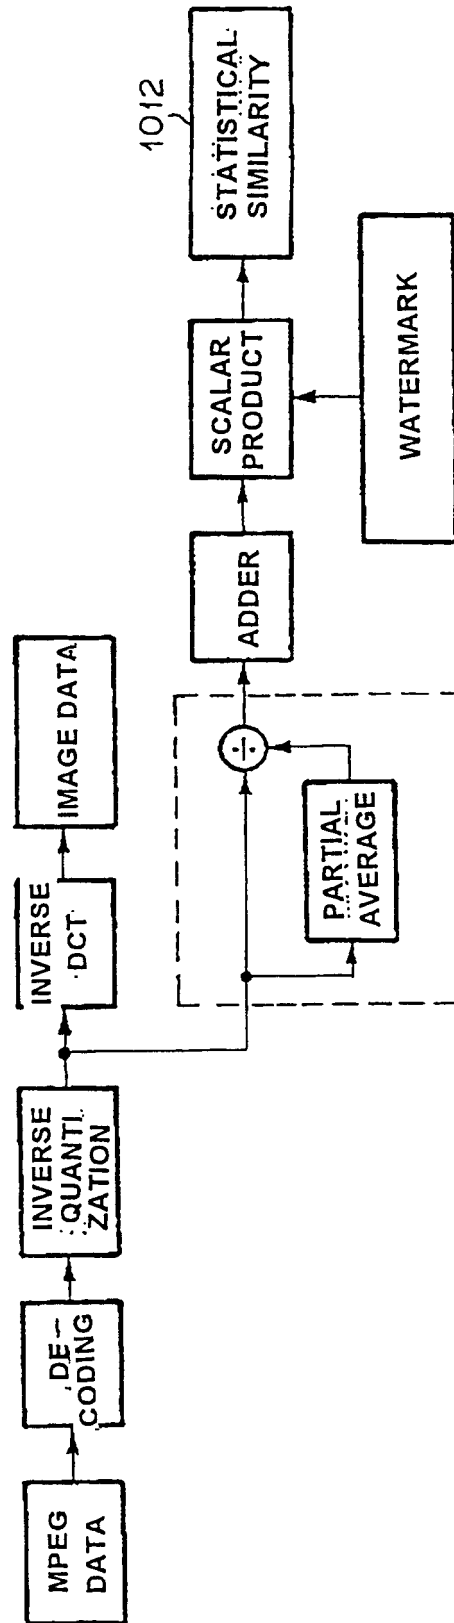 MPEG
DATA
DE-
CODING
INVERSE
QUANTI
ZATION
INVERSE
DCT
IMAGE DATA
PARTIAL
AVERAGE
÷
ADDER
SCALAR
PRODUCT
WATERMARK
STATISTICAL
SIMILARITY
1012